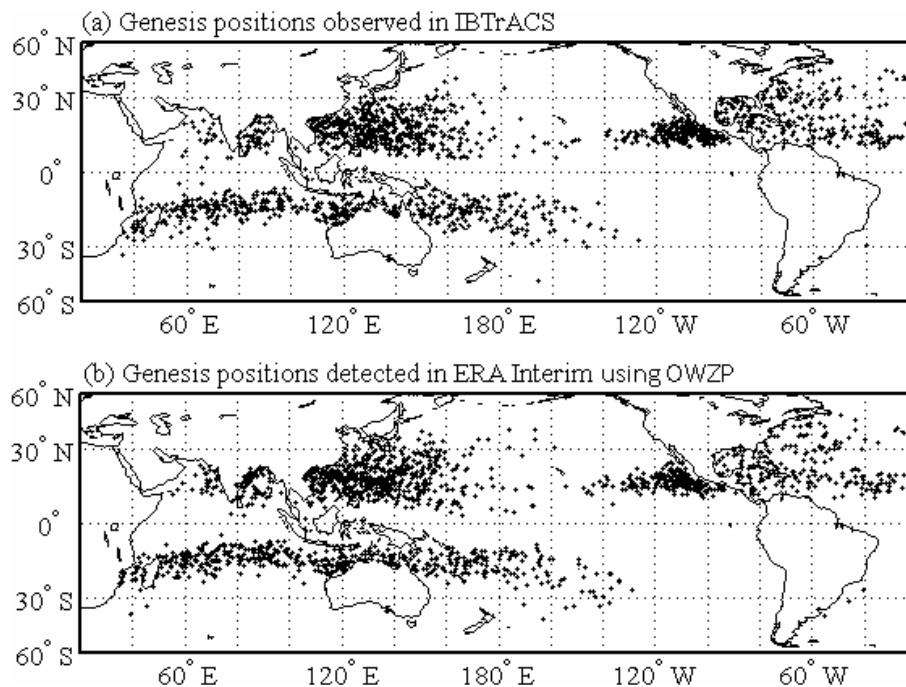 (a) Genesis positions observed in IBTrACS
60° N
30° N
0°
30° S
60° S
60° E 120° E 180° E 120° W 60° W
(b) Genesis positions detected in ERA Interim using OWZP
60° N
30° N
0°
30° S
60° S
60° E 120° E 180° E 120° W 60° W